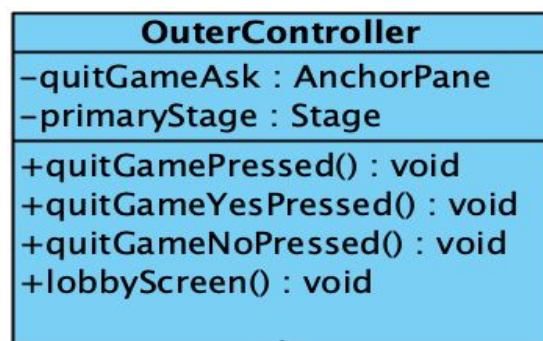 OuterController
-quitGameAsk : AnchorPane
-primaryStage : Stage
+quitGamePressed() : void
+quitGameYesPressed() : void
+quitGameNoPressed() : void
+lobbyScreen() : void